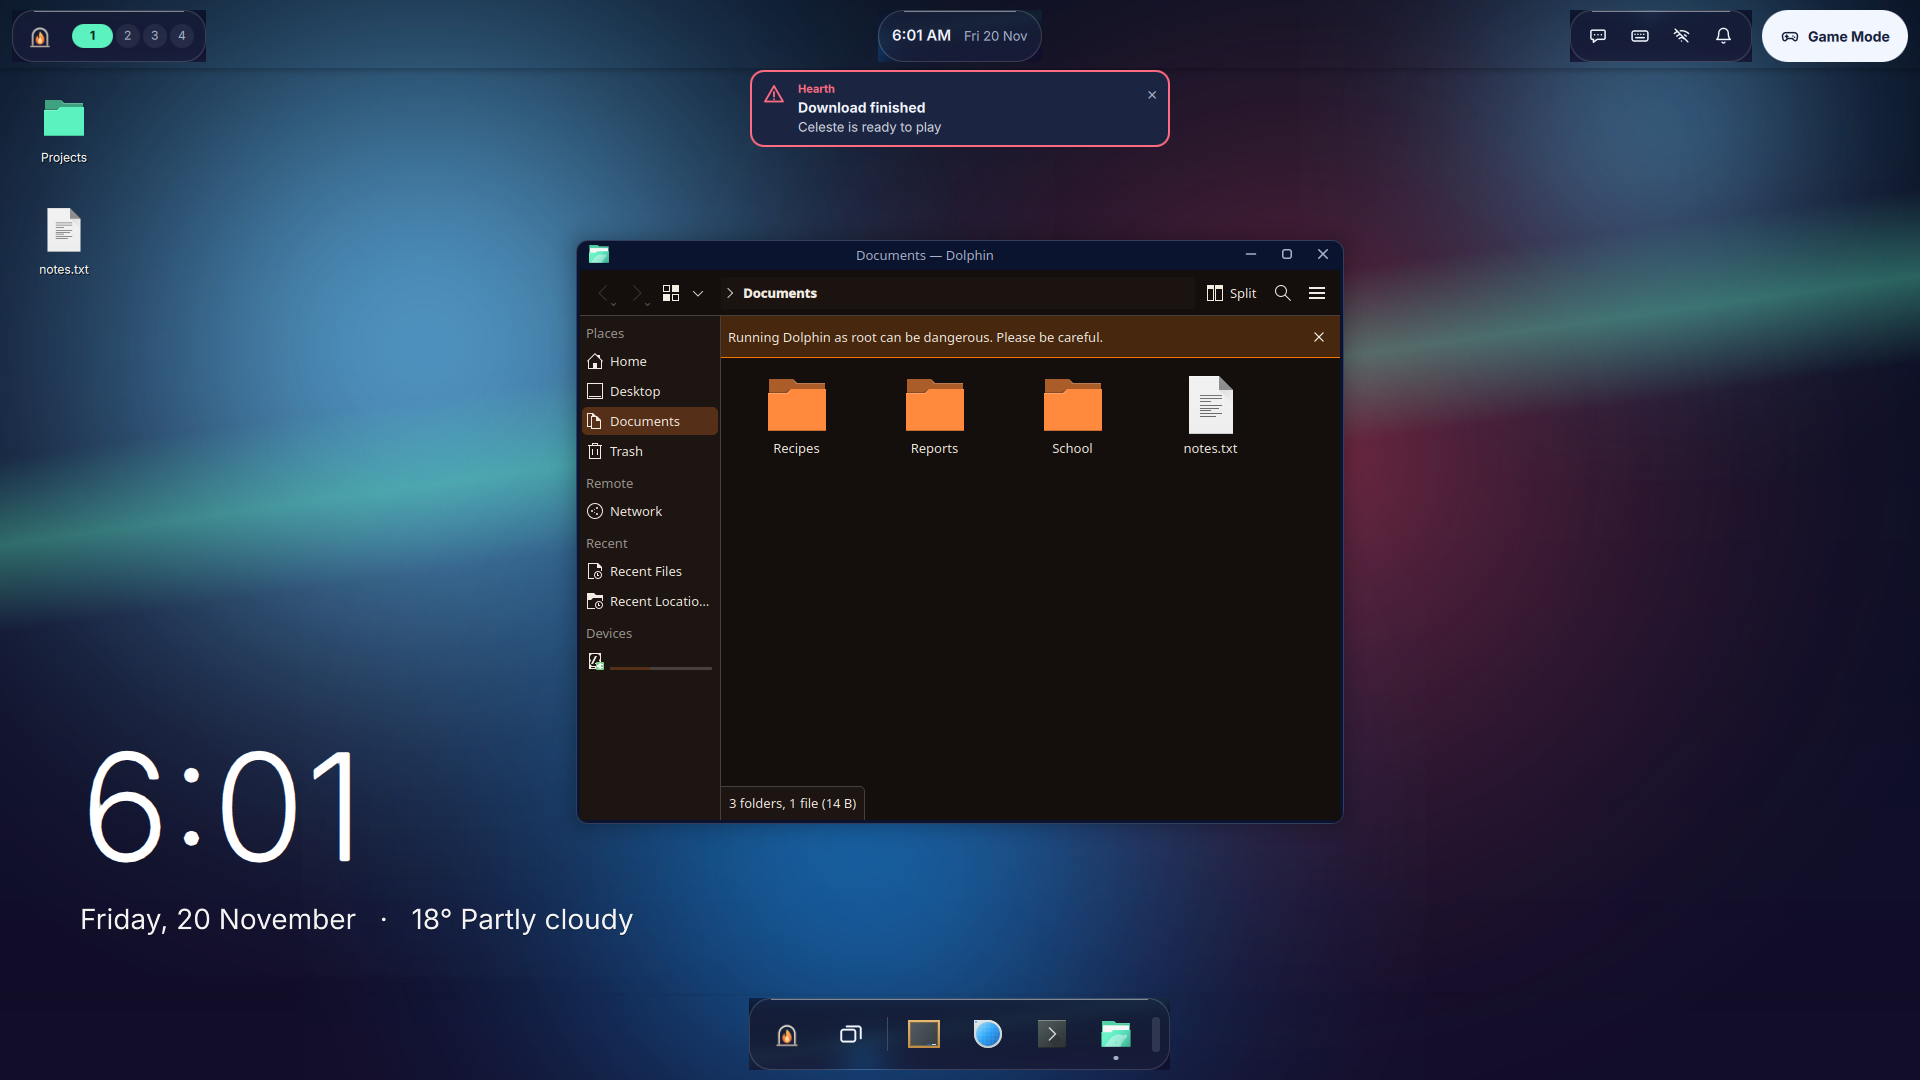 1 2 3 4
6:01 AM Fri 20 Nov
Game Mode
Hearth
Download finished
Celeste is ready to play
Projects
notes.txt
Documents — Dolphin
Documents
Split
Places
Home
Desktop
Documents
Trash
Remote
Network
Recent
Recent Files
Recent Locatio...
Devices
Running Dolphin as root can be dangerous. Please be careful.
Recipes
Reports
School
notes.txt
3 folders, 1 file (14 B)
6:01
Friday, 20 November · 18° Partly cloudy